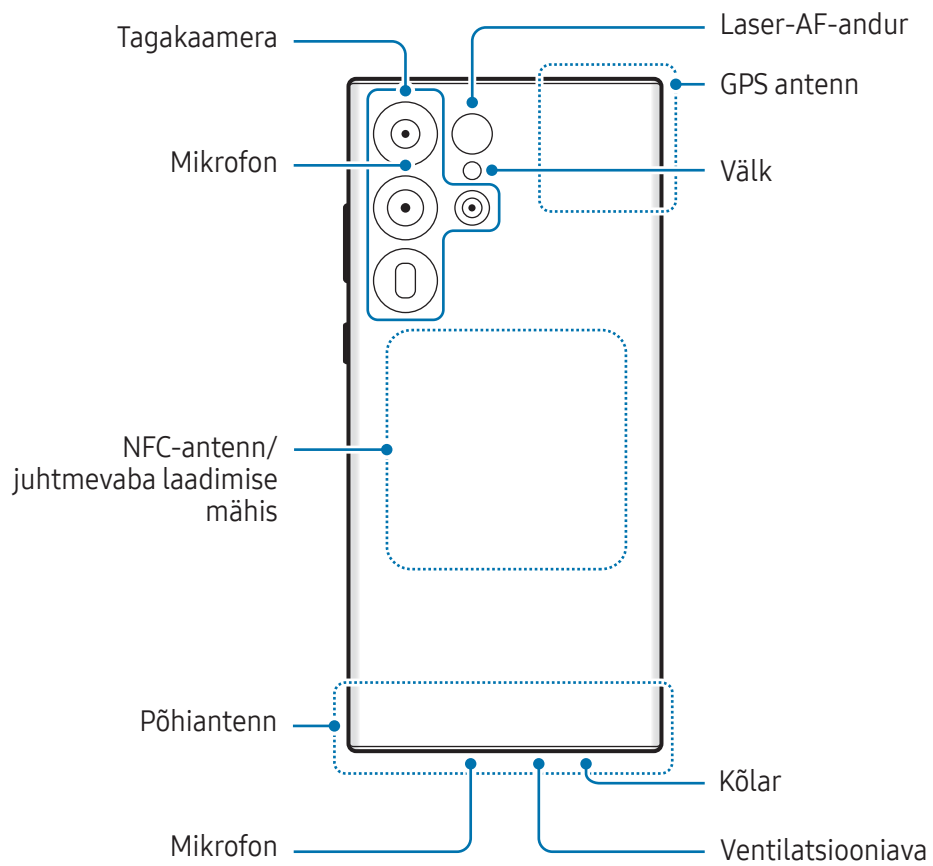 Tagakaamera
Laser-AF-andur
GPS antenn
Mikrofon
Välk
NFC-antenn/
juhtmevaba laadimise
mähis
Põhiantenn
Kõlar
Mikrofon
Ventilatsiooniava